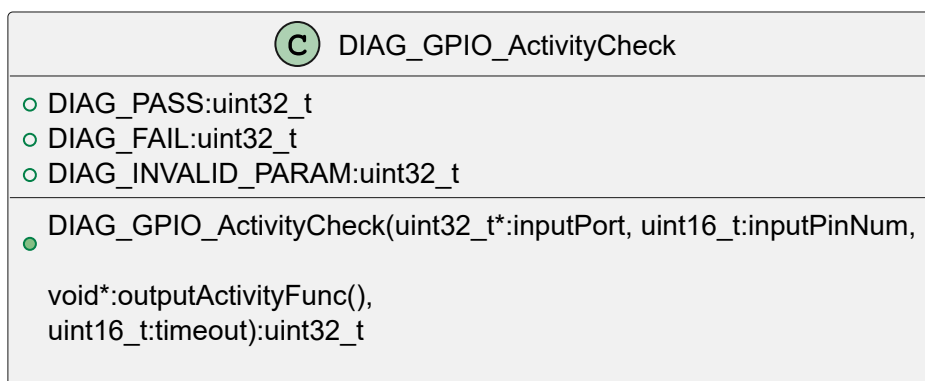 C DIAG_GPIO_ActivityCheck
DIAG_PASS:uint32_t
DIAG_FAIL:uint32_t
DIAG_INVALID_PARAM:uint32_t
DIAG_GPIO_ActivityCheck(uint32_t*:inputPort, uint16_t:inputPinNum,
void*:outputActivityFunc(),
uint16_t:timeout):uint32_t